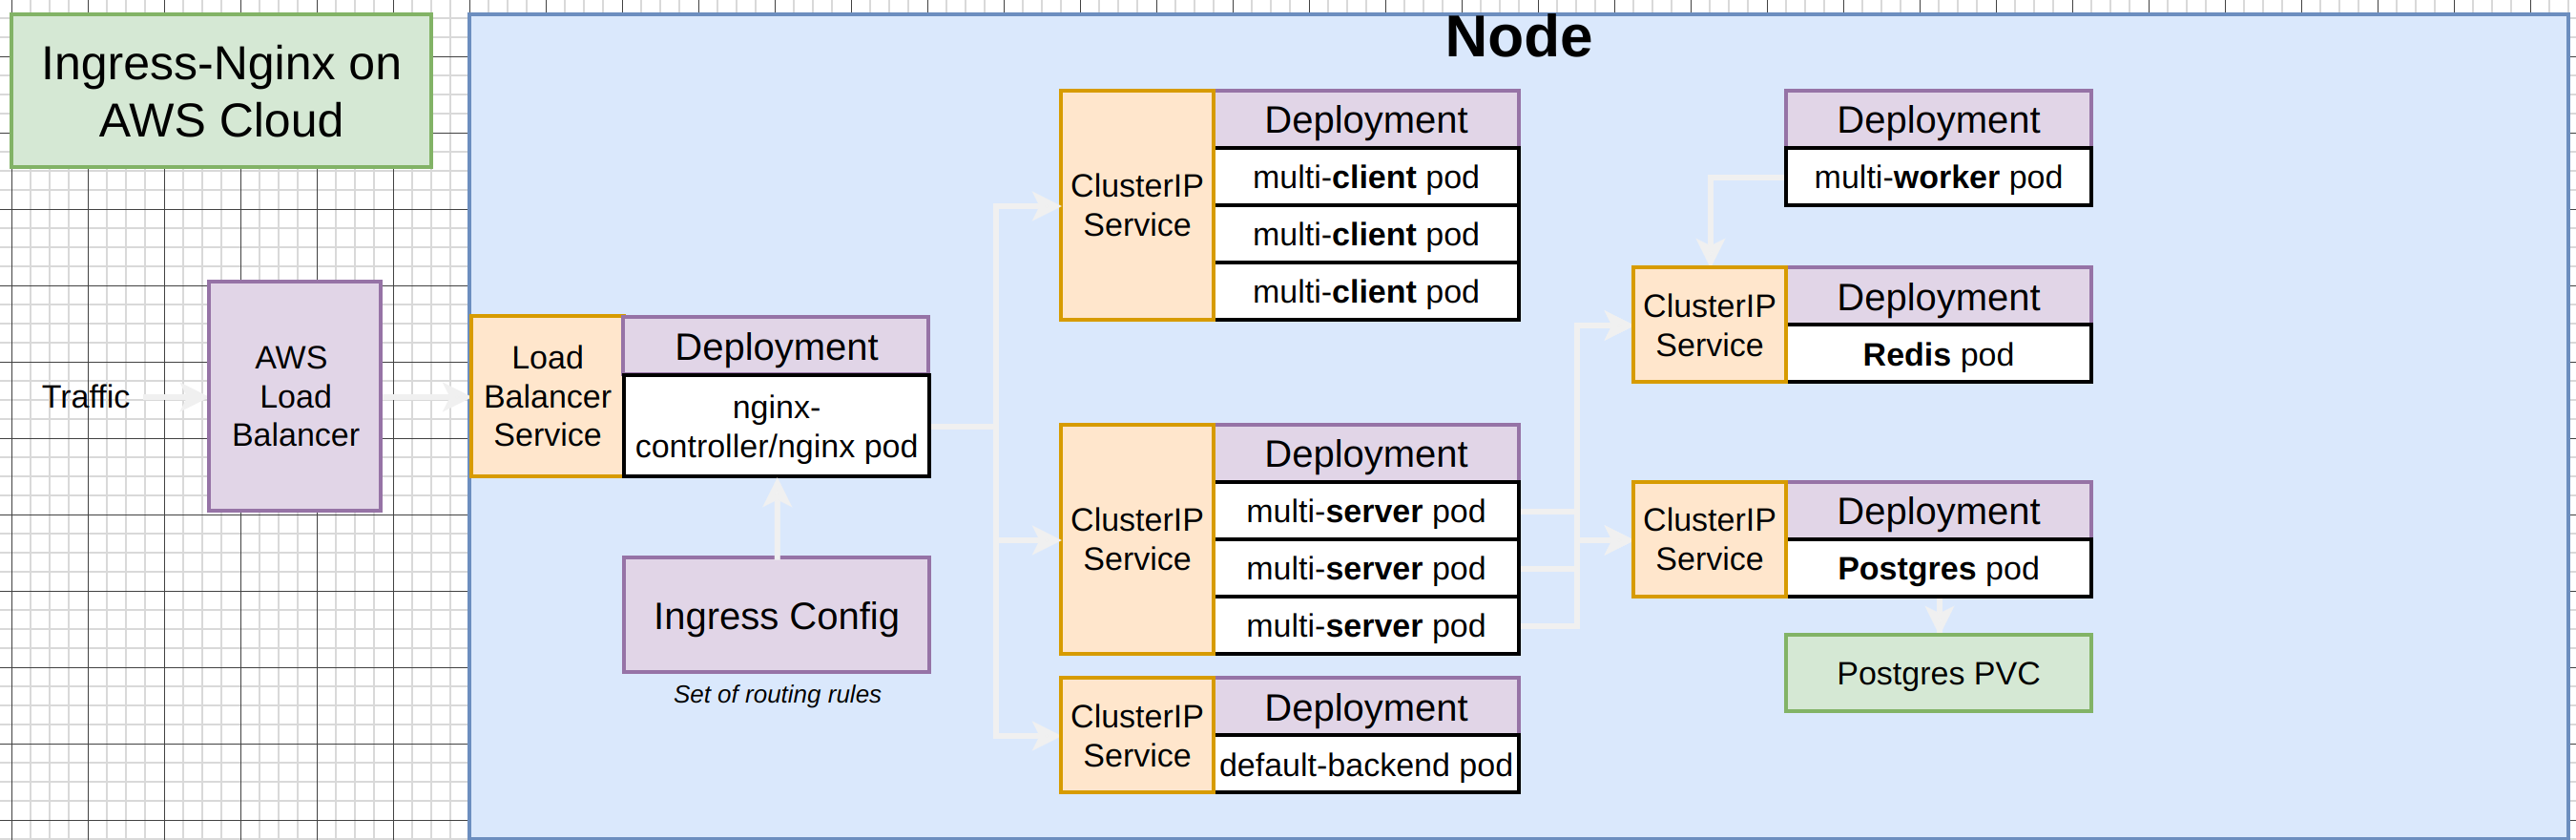 Ingress-Nginx on
AWS Cloud
Node
Traffic
AWS
Load
Balancer
Load
Balancer
Service
Deployment
nginx-
controller/nginx pod
Ingress Config
Set of routing rules
ClusterIP
Service
Deployment
multi-client pod
multi-client pod
multi-client pod
ClusterIP
Service
Deployment
multi-server pod
multi-server pod
multi-server pod
ClusterIP
Service
Deployment
default-backend pod
Deployment
multi-worker pod
ClusterIP
Service
Deployment
Redis pod
ClusterIP
Service
Deployment
Postgres pod
Postgres PVC